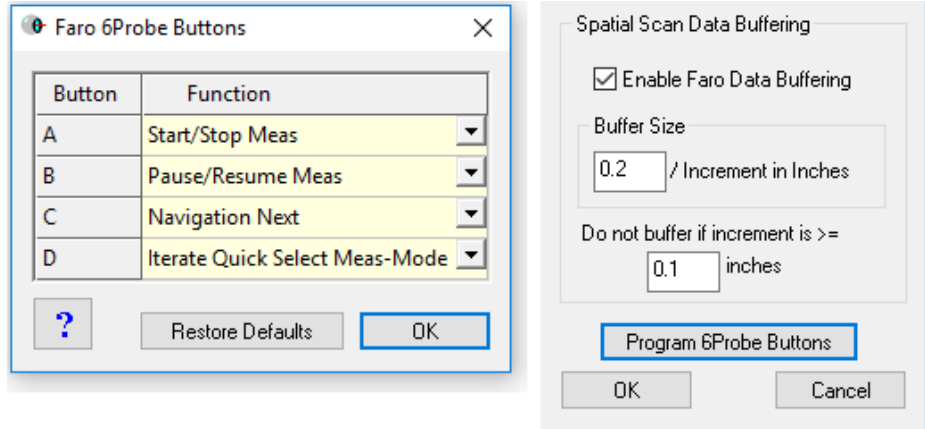 Faro 6Probe Buttons
Button Function
A Start/Stop Meas
B Pause/Resume Meas
C Navigation Next
D Iterate Quick Select Meas-Mode
? Restore Defaults OK
Spatial Scan Data Buffering
Enable Faro Data Buffering
Buffer Size
0.2 / Increment in Inches
Do not buffer if increment is >=
0.1 inches
Program 6Probe Buttons
OK Cancel